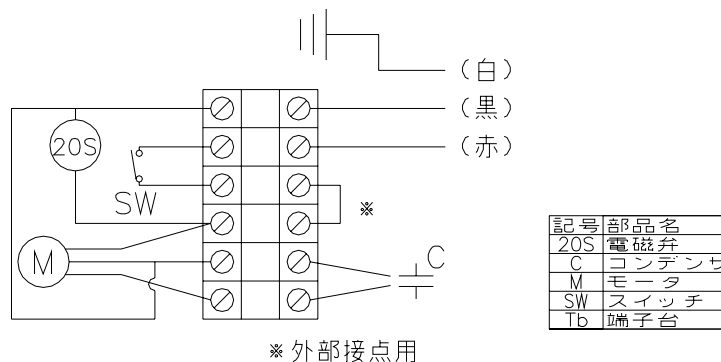 （白）
（黒）
（赤）
20S
SW
※
M
C
※外部接点用
記号 部品名
20S 電磁弁
C コンデンサ
M モータ
SW スイッチ
Tb 端子台